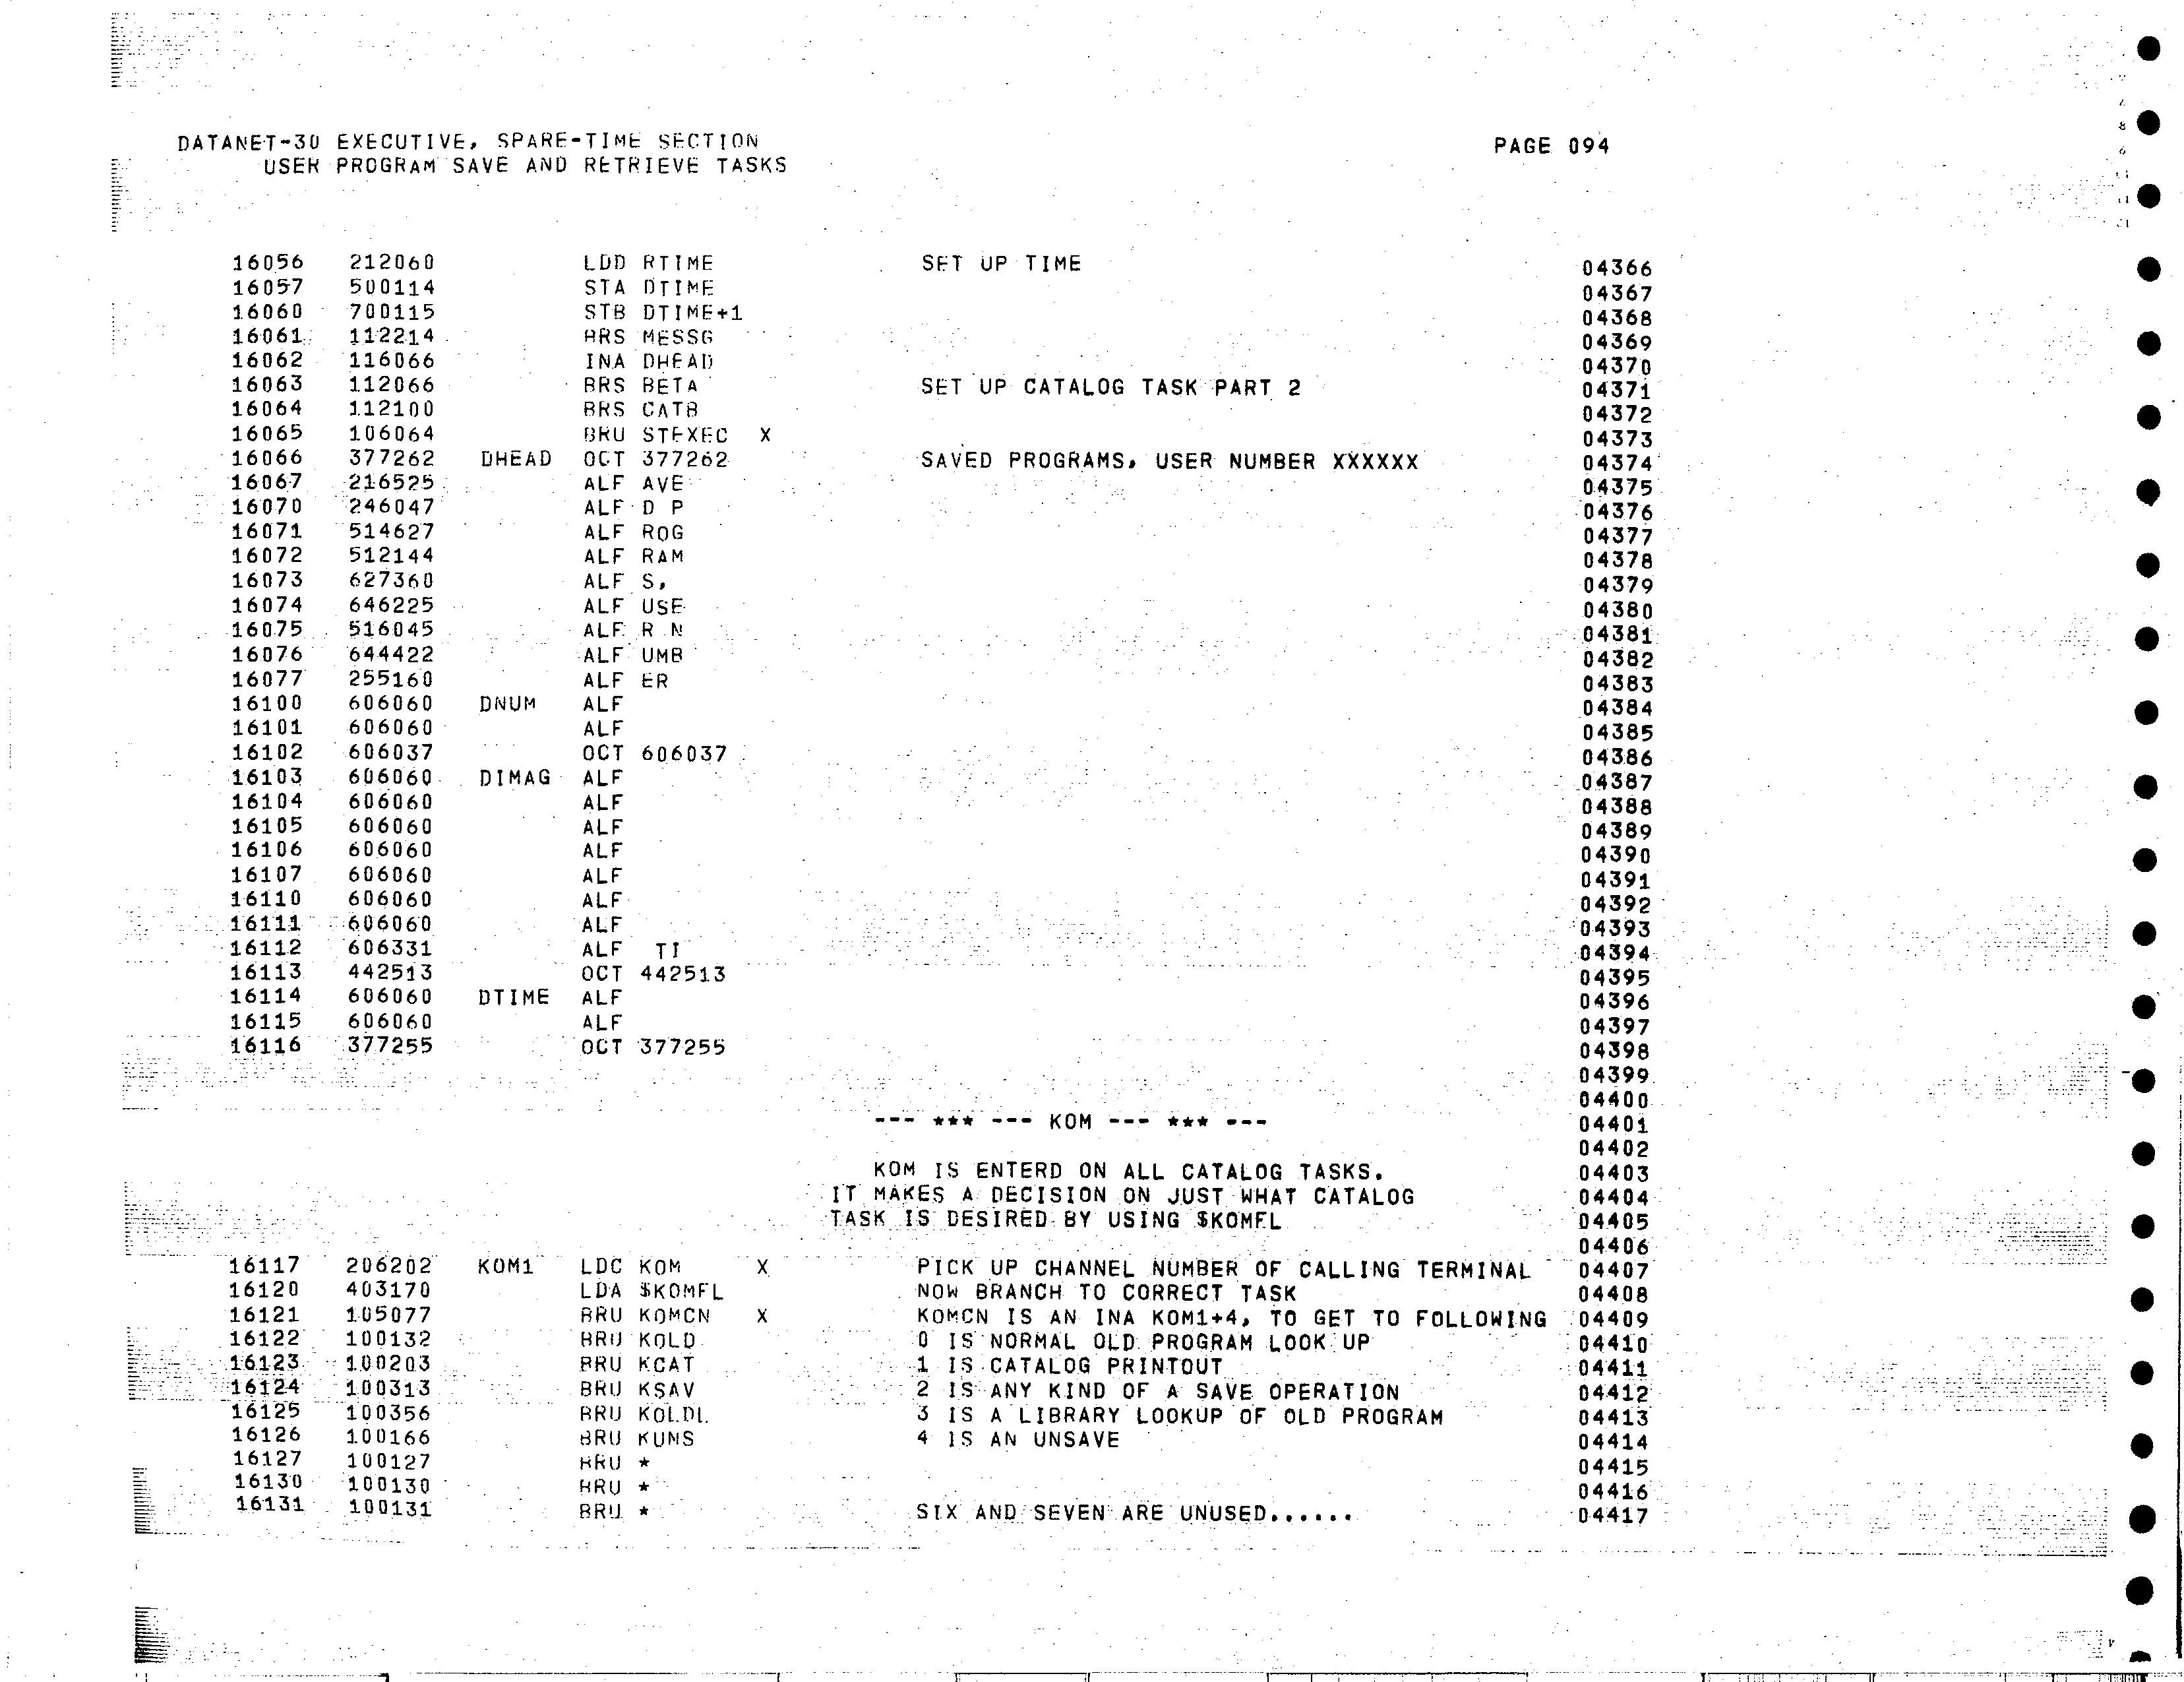 DATANET-30 EXECUTIVE, SPARE-TIME SECTION PAGE 094
USER PROGRAM SAVE AND RETRIEVE TASKS
16056 212060 LDD RTIME SET UP TIME 04366
16057 500114 STA DTIME 04367
16060 700115 STB DTIME+1 04368
16061 112214 BRS MESSG 04369
16062 116066 INA DHEAD 04370
16063 112066 BRS BETA SET UP CATALOG TASK PART 2 04371
16064 112100 BRS CATB 04372
16065 106064 BRU STEXEC X 04373
16066 377262 DHEAD OCT 377262 SAVED PROGRAMS, USER NUMBER XXXXXX 04374
16067 216525 ALF AVE 04375
16070 246047 ALF D P 04376
16071 514627 ALF ROG 04377
16072 512144 ALF RAM 04378
16073 627360 ALF S, 04379
16074 646225 ALF USE 04380
16075 516045 ALF R N 04381
16076 644422 ALF UMB 04382
16077 255160 ALF ER 04383
16100 606060 DNUM ALF 04384
16101 606060 ALF 04385
16102 606037 OCT 606037 04386
16103 606060 DIMAG ALF 04387
16104 606060 ALF 04388
16105 606060 ALF 04389
16106 606060 ALF 04390
16107 606060 ALF 04391
16110 606060 ALF 04392
16111 606060 ALF 04393
16112 606331 ALF TI 04394
16113 442513 OCT 442513 04395
16114 606060 DTIME ALF 04396
16115 606060 ALF 04397
16116 377255 OCT 377255 04398
04399
04400
--- *** --- KOM --- *** --- 04401
04402
KOM IS ENTERD ON ALL CATALOG TASKS. 04403
IT MAKES A DECISION ON JUST WHAT CATALOG 04404
TASK IS DESIRED BY USING $KOMFL 04405
04406
16117 206202 KOM1 LDC KOM X PICK UP CHANNEL NUMBER OF CALLING TERMINAL 04407
16120 403170 LDA $KOMFL NOW BRANCH TO CORRECT TASK 04408
16121 105077 BRU KOMCN X KOMCN IS AN INA KOM1+4, TO GET TO FOLLOWING 04409
16122 100132 BRU KOLD 0 IS NORMAL OLD PROGRAM LOOK UP 04410
16123 100203 BRU KCAT 1 IS CATALOG PRINTOUT 04411
16124 100313 BRU KSAV 2 IS ANY KIND OF A SAVE OPERATION 04412
16125 100356 BRU KOLDL 3 IS A LIBRARY LOOKUP OF OLD PROGRAM 04413
16126 100166 BRU KUNS 4 IS AN UNSAVE 04414
16127 100127 BRU * 04415
16130 100130 BRU * 04416
16131 100131 BRU * SIX AND SEVEN ARE UNUSED...... 04417